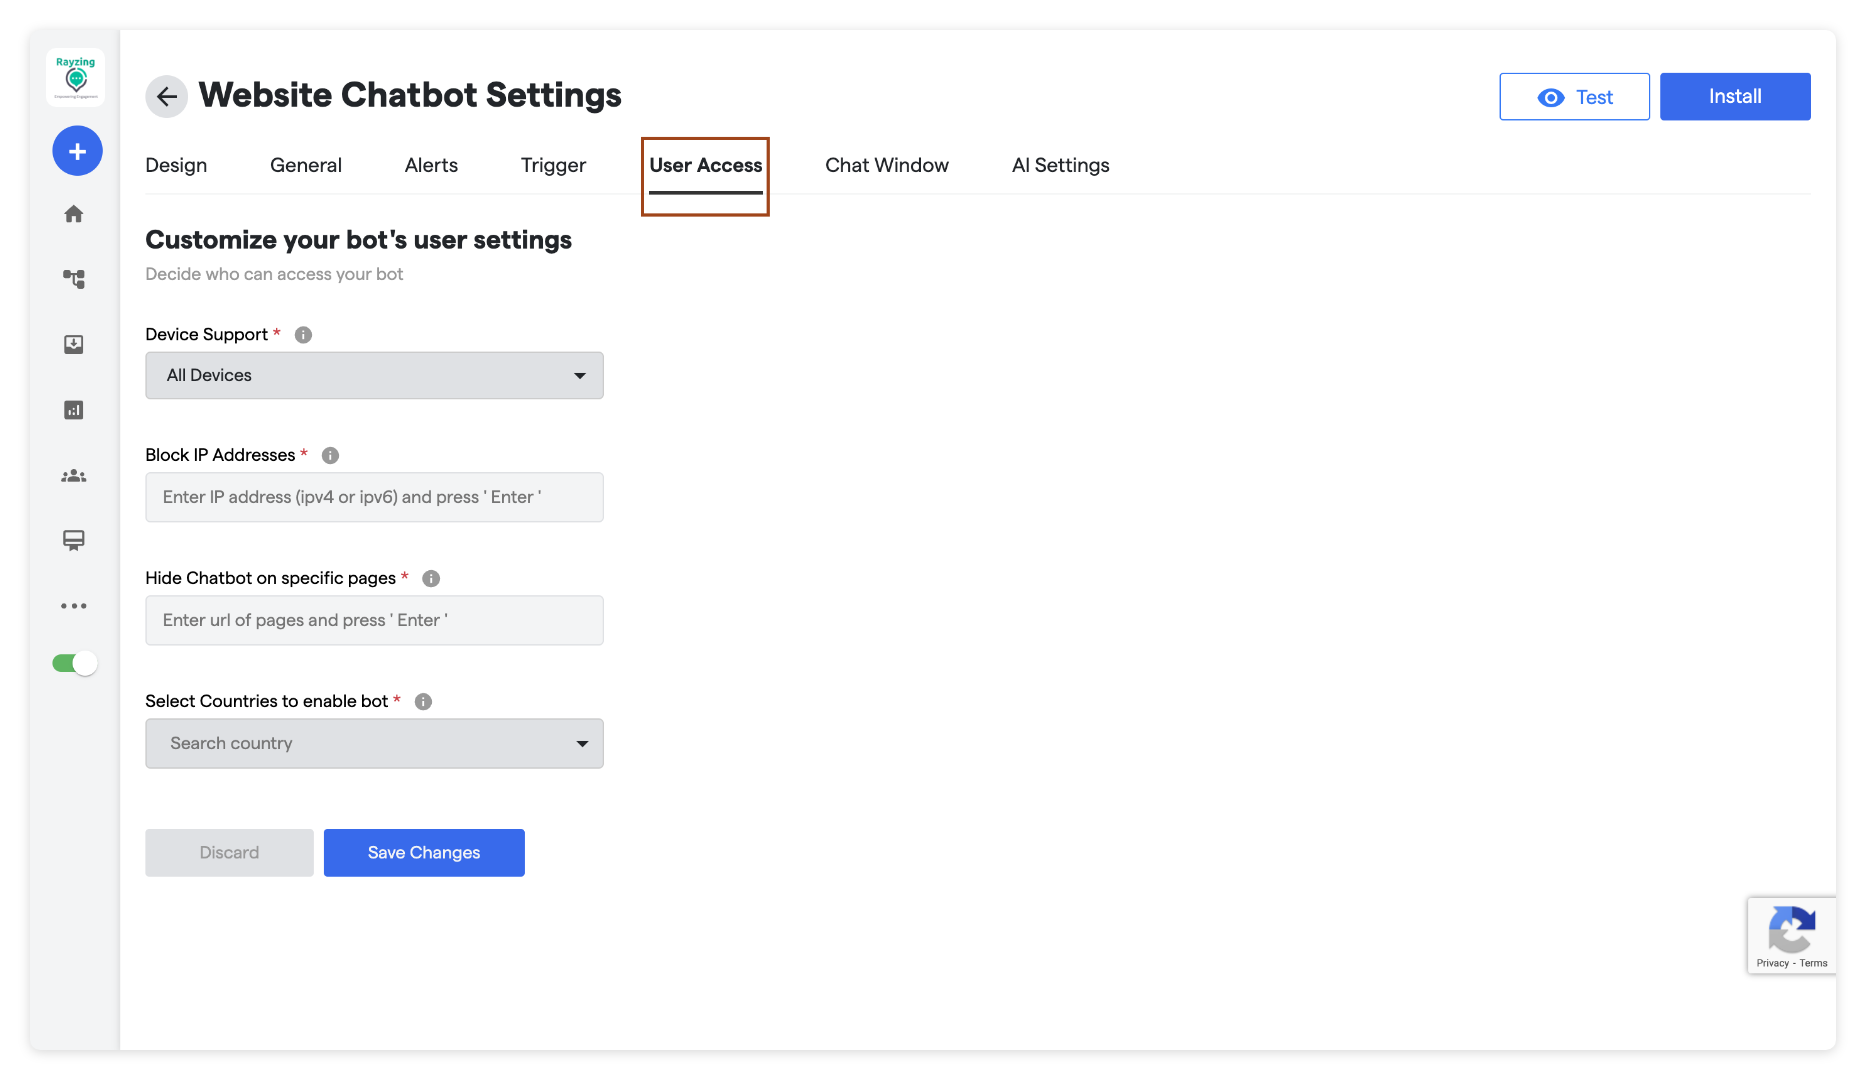 Rayzing
Empowering Engagement
Website Chatbot Settings
Test
Install
Design
General
Alerts
Trigger
User Access
Chat Window
AI Settings
Customize your bot's user settings
Decide who can access your bot
Device Support *
All Devices
Block IP Addresses *
Enter IP address (ipv4 or ipv6) and press ' Enter '
Hide Chatbot on specific pages *
Enter url of pages and press ' Enter '
Select Countries to enable bot *
Search country
Discard
Save Changes
Privacy - Terms